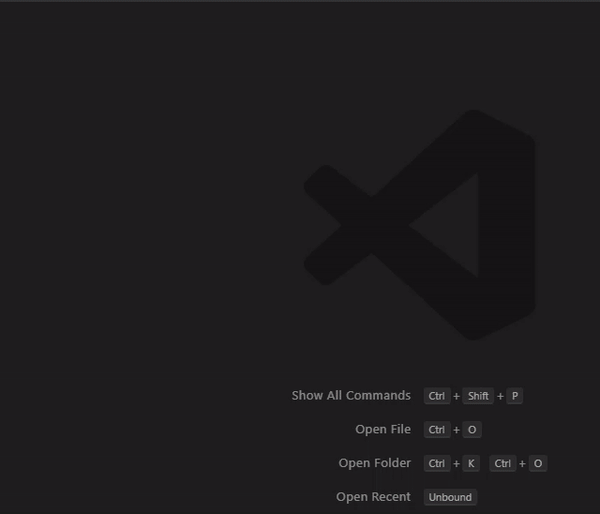 Show All Commands Ctrl + Shift + P
Open File Ctrl + O
Open Folder Ctrl + K Ctrl + O
Open Recent Unbound